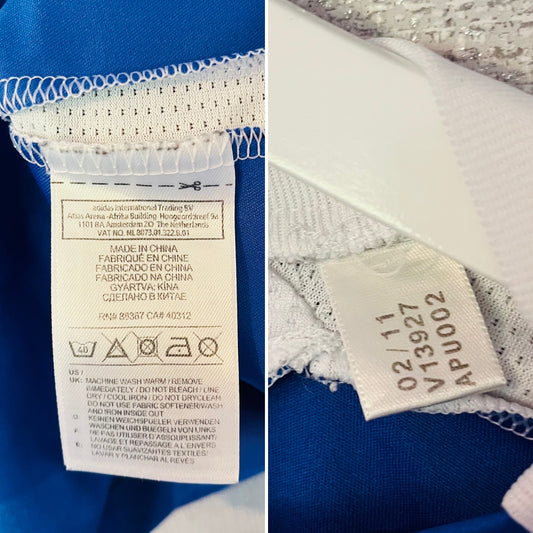 adidas International Trading BV
Atlas Arena -Afrika Building Hoogoorddreef 9a
1101 BA Amsterdam ZO The Netherlands
VAT NO. NL 8073.01.322.B.01
MADE IN CHINA
FABRIQUÉ EN CHINE
FABRICADO EN CHINA
FABRICADO NA CHINA
GYÁRTVA: KÍNA
СДЕЛАНО В КИТАЕ
RN# 88387 CA# 40312
40
US /
UK: MACHINE WASH WARM / REMOVE
IMMEDIATELY / DO NOT BLEACH / LINE
DRY / COOL IRON / DO NOT DRYCLEAN
DO NOT USE FABRIC SOFTENER/WASH
AND IRON INSIDE OUT
D: KEINEN WEICHSPUELER VERWENDEN
WASCHEN UND BUEGELN VON LINKS
F: NE PAS UTILISER D'ASSOUPLISSANT/
LAVAGE ET REPASSAGE A L'ENVERS
E: NO USAR SUAVIZANTES TEXTILES/
LAVAR Y PLANCHAR AL REVÉS
02/11
V13927
APU002